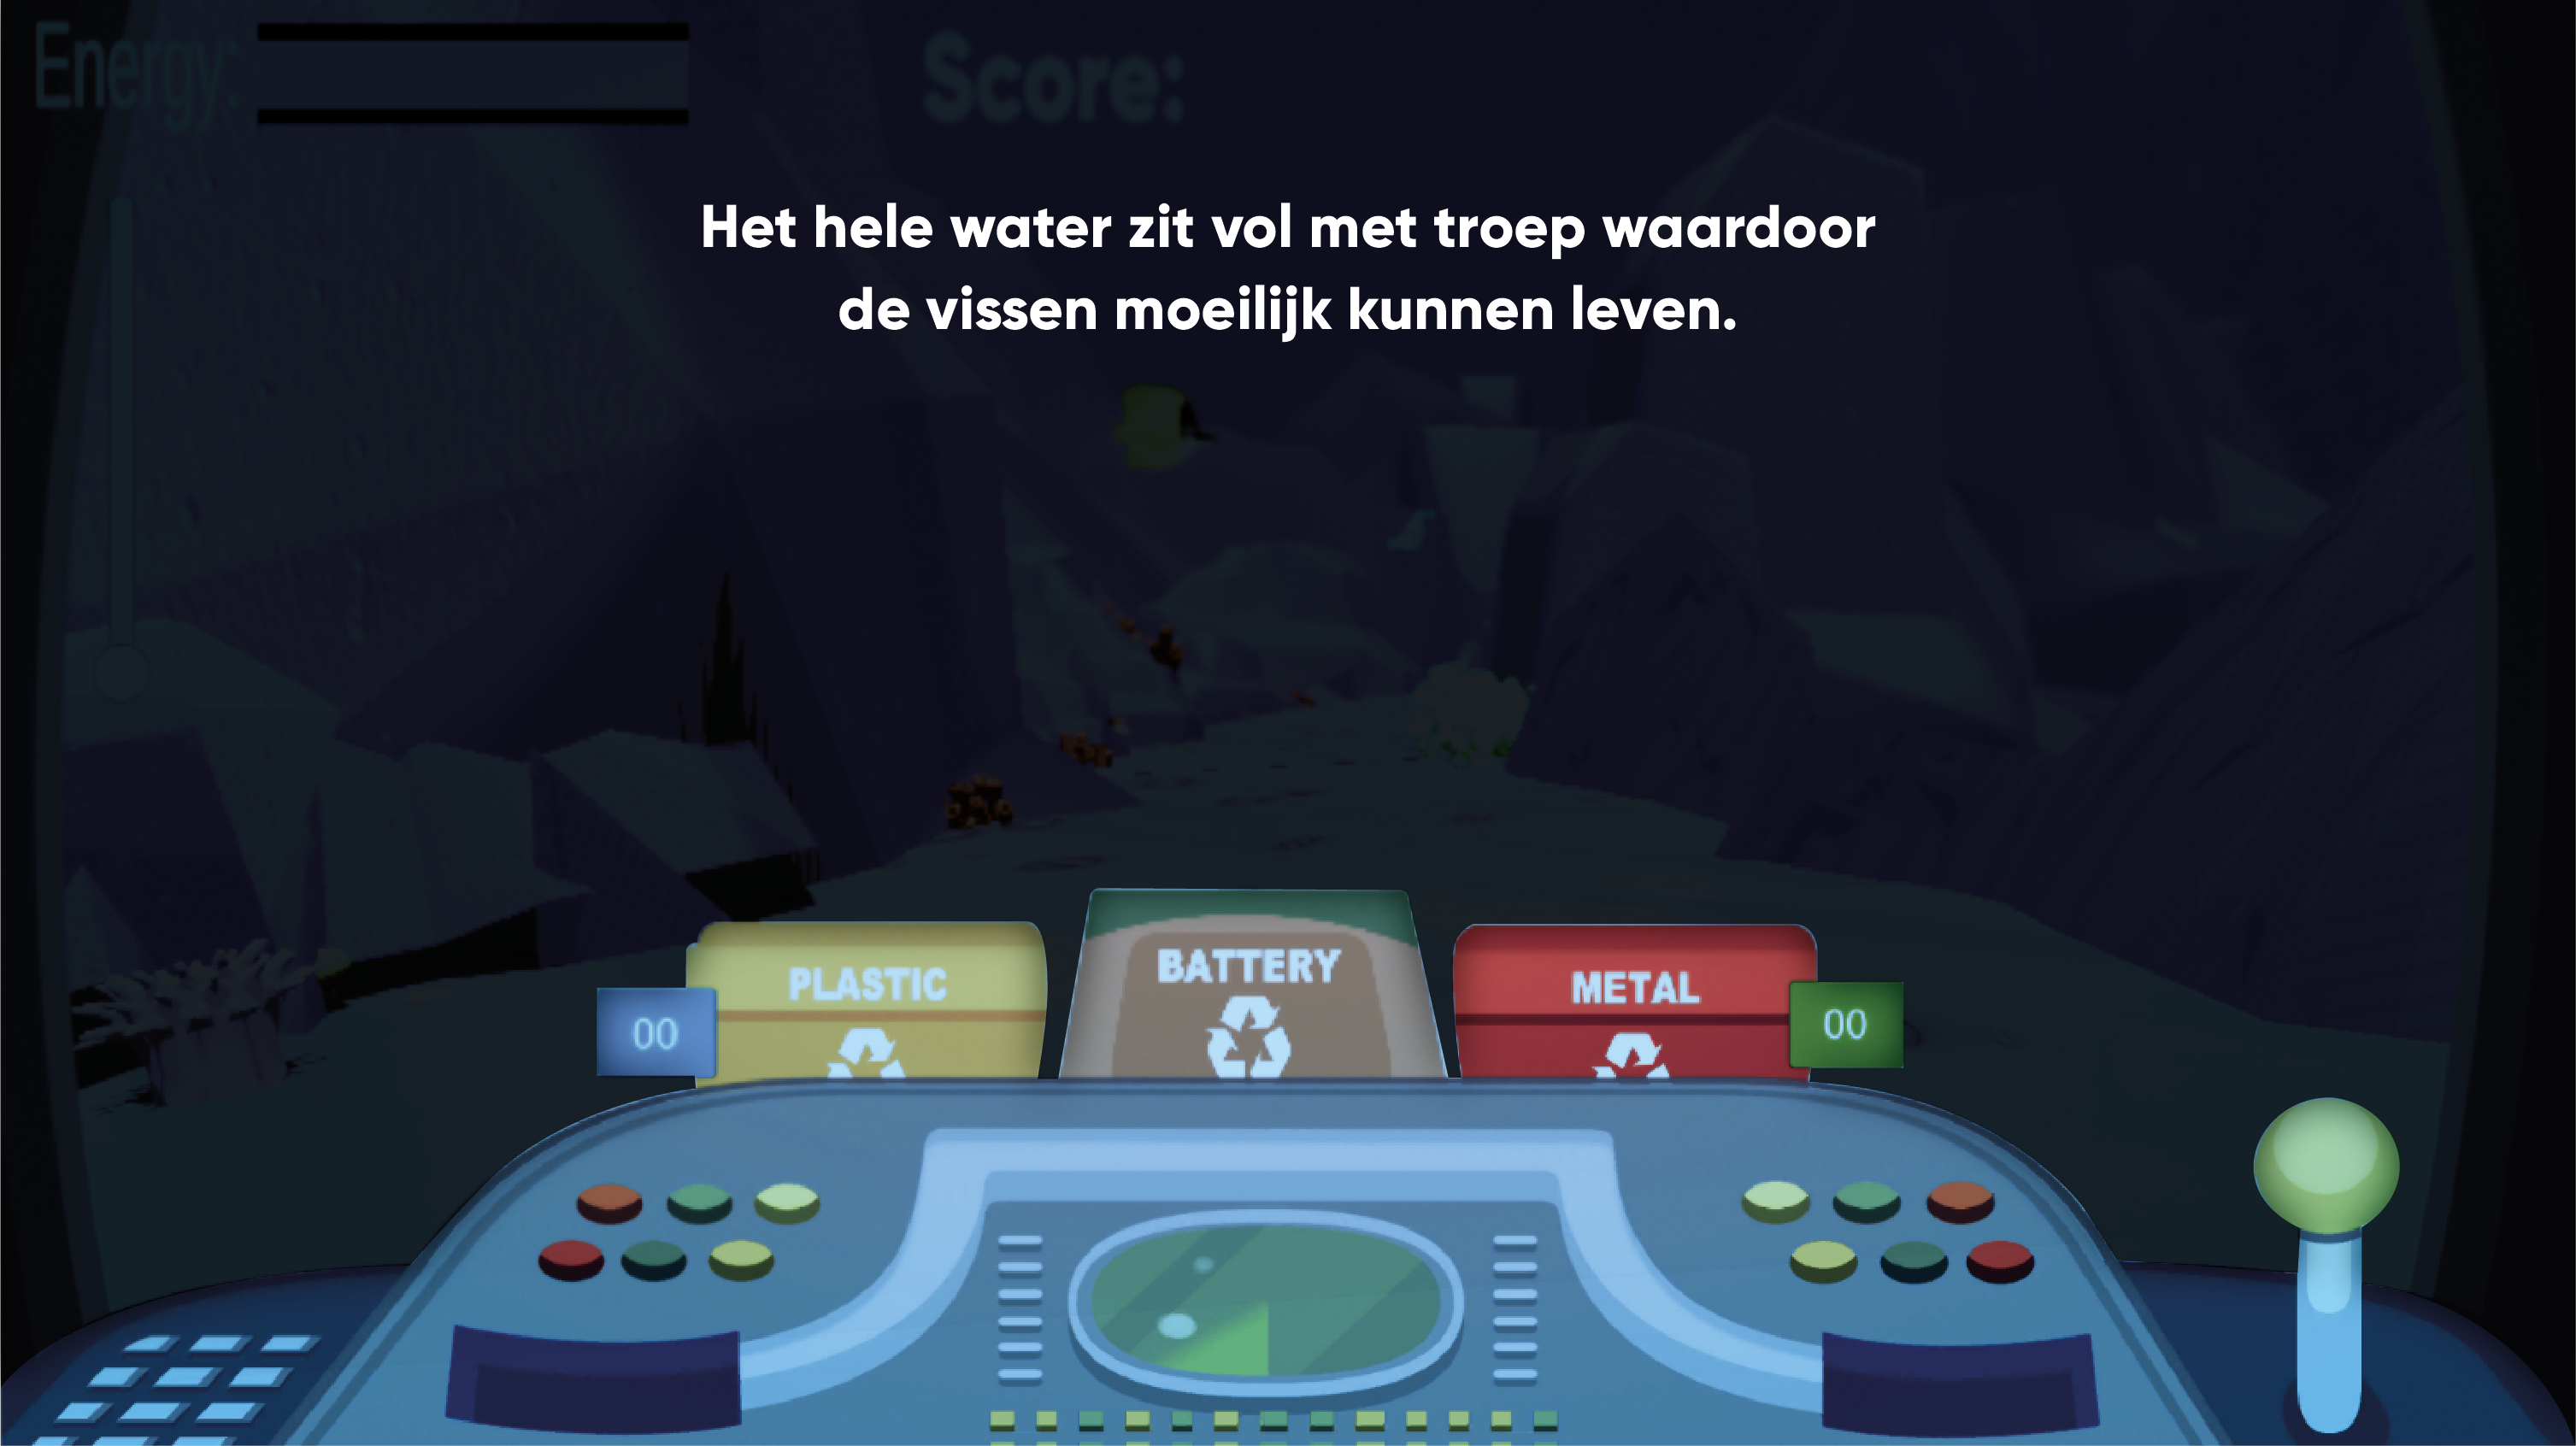 Energy:
Score:
Het hele water zit vol met troep waardoor
de vissen moeilijk kunnen leven.
PLASTIC
BATTERY
METAL
00
00